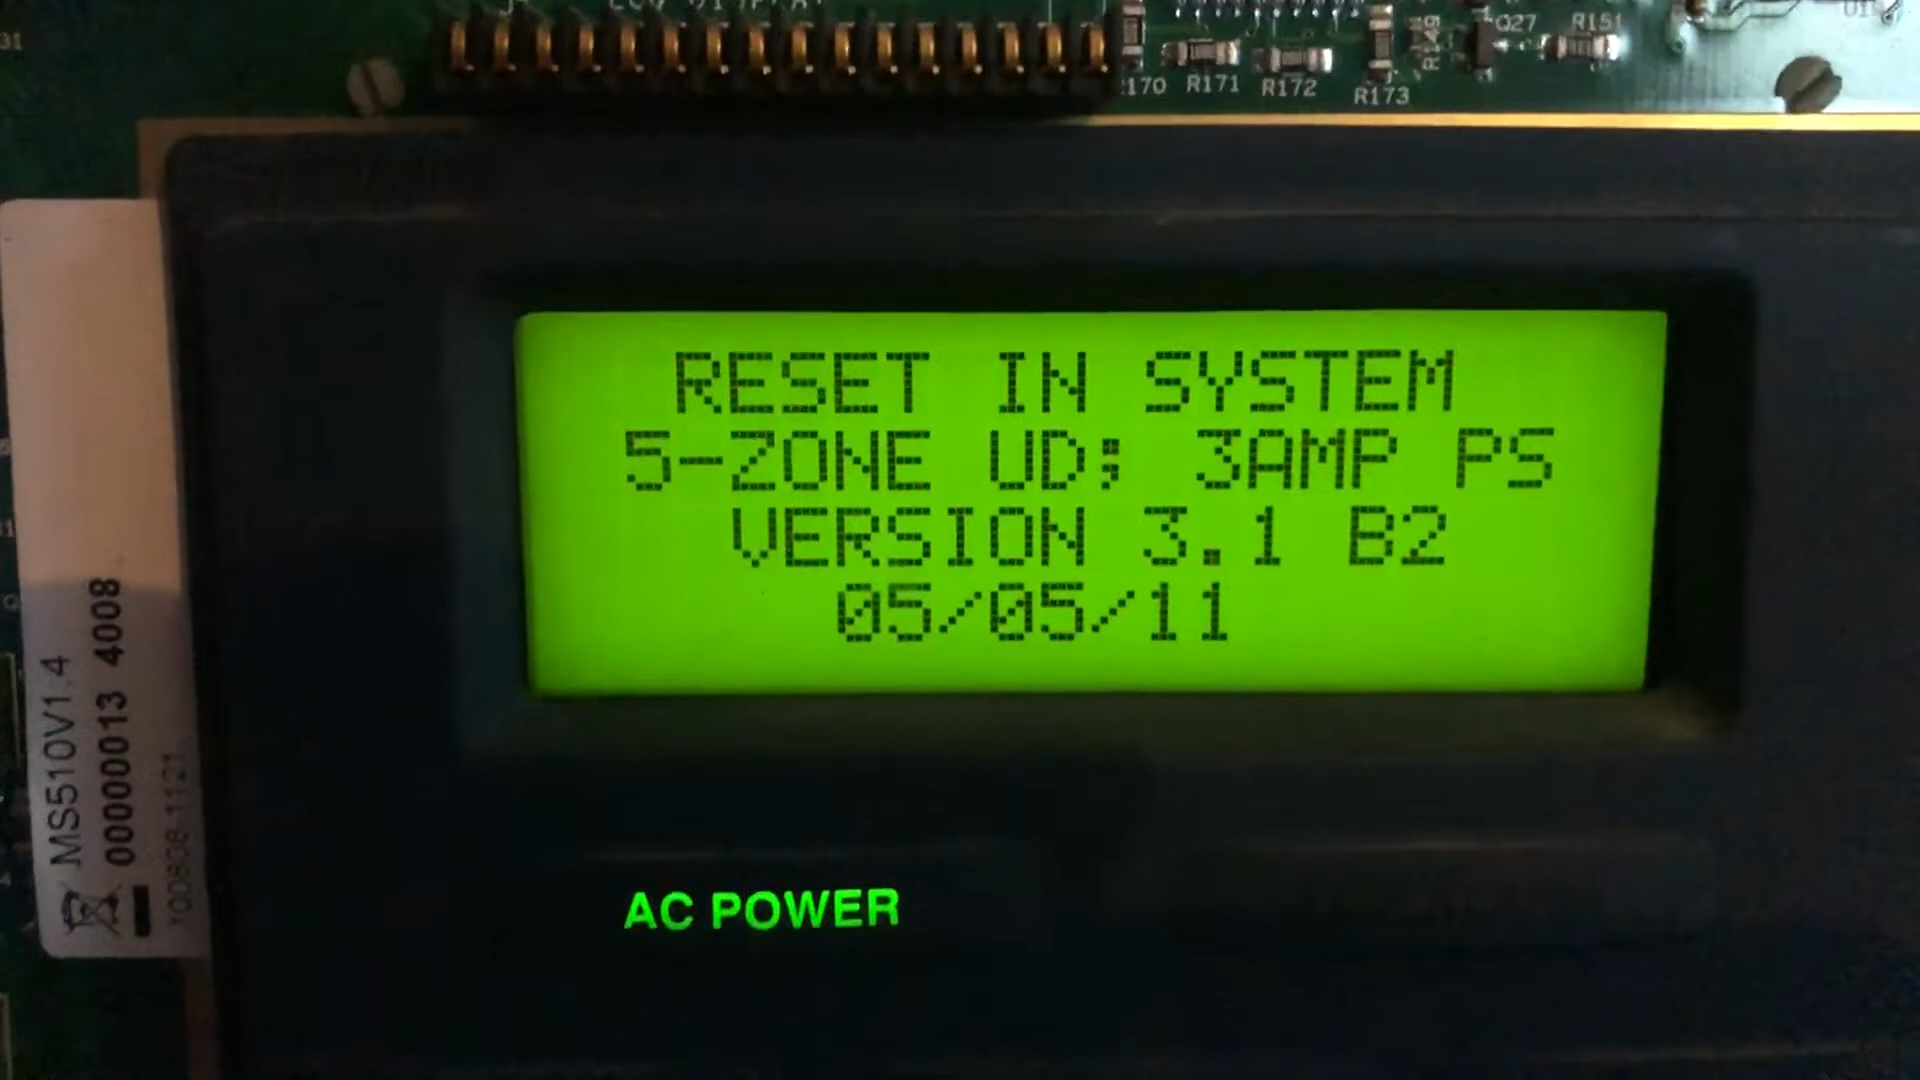 R171
R172
R173
R149
Q27
R151
RESET IN SYSTEM
5-ZONE UD; 3AMP PS
VERSION 3.1 B2
05/05/11
AC POWER
MS510V1.4
00000013 4008